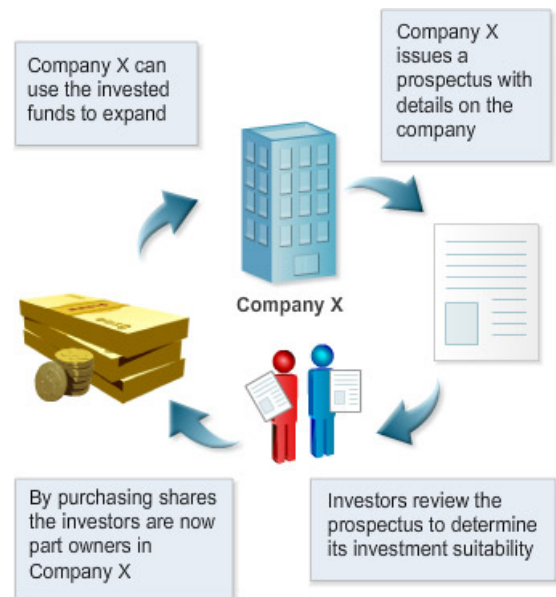 Company X can
use the invested
funds to expand
Company X
issues a
prospectus with
details on the
company
Company X
Investors review the
prospectus to determine
its investment suitability
By purchasing shares
the investors are now
part owners in
Company X